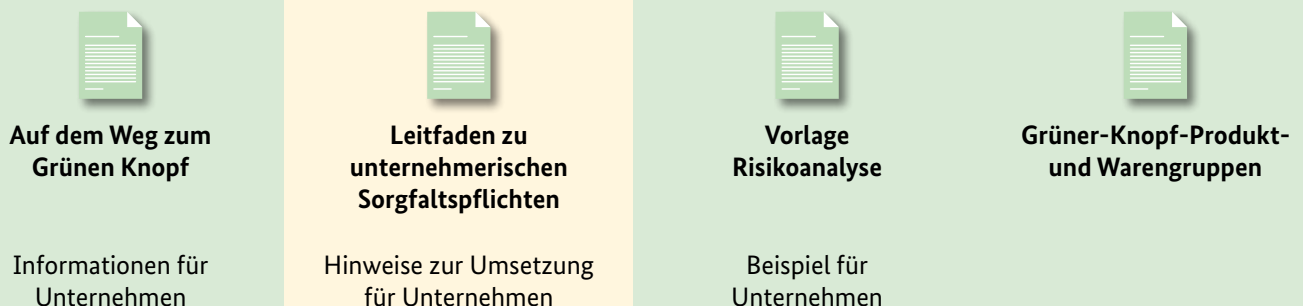 Auf dem Weg zum
Grünen Knopf
Informationen für
Unternehmen
Leitfaden zu
unternehmerischen
Sorgfaltspflichten
Hinweise zur Umsetzung
für Unternehmen
Vorlage
Risikoanalyse
Beispiel für
Unternehmen
Grüner-Knopf-Produkt-
und Warengruppen